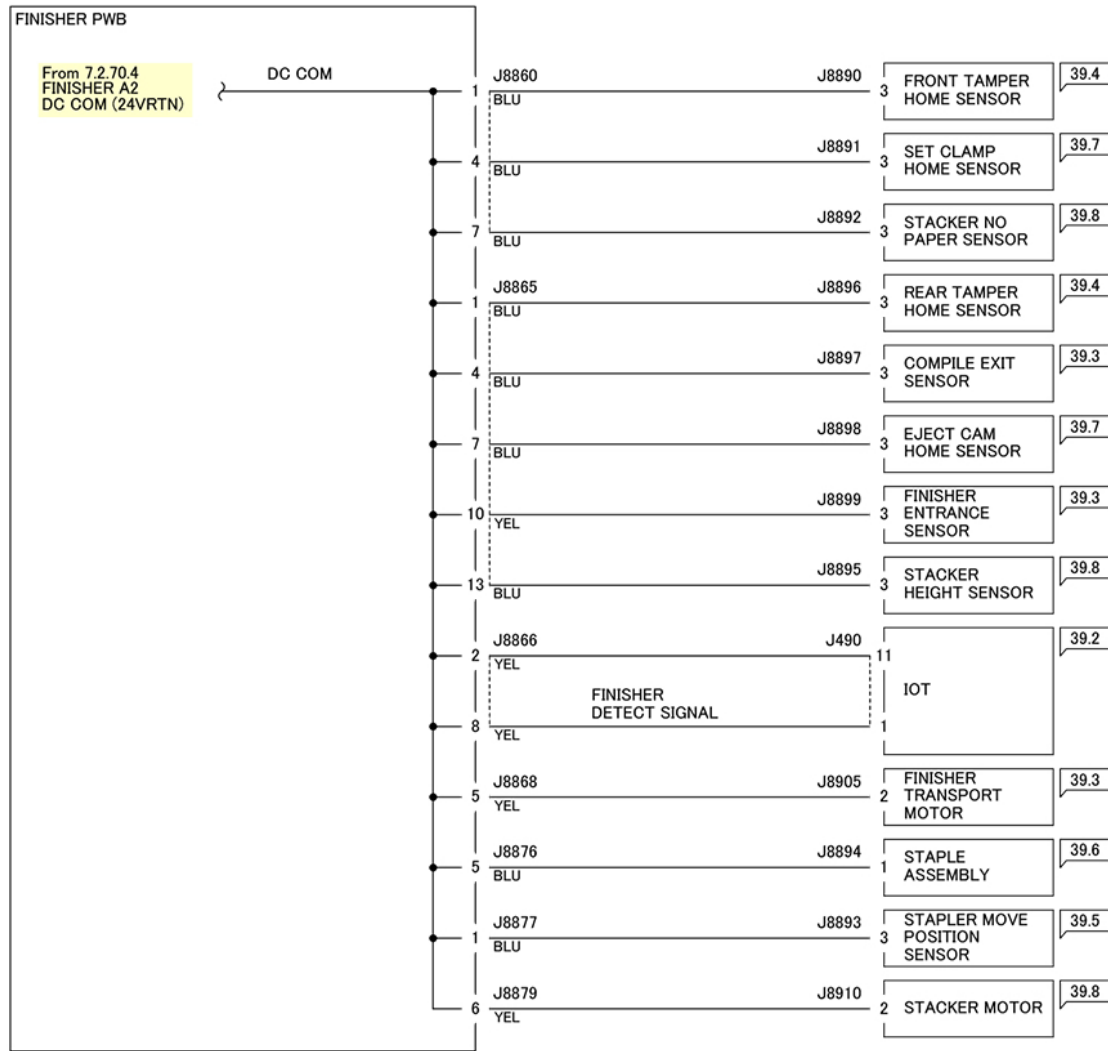 FINISHER PWB
From 7.2.70.4
FINISHER A2
DC COM (24VRTN)
DC COM
J8860
1
BLU
J8890
3
FRONT TAMPER
HOME SENSOR
39.4
4
BLU
J8891
3
SET CLAMP
HOME SENSOR
39.7
7
BLU
J8892
3
STACKER NO
PAPER SENSOR
39.8
J8865
1
BLU
J8896
3
REAR TAMPER
HOME SENSOR
39.4
4
BLU
J8897
3
COMPILE EXIT
SENSOR
39.3
7
BLU
J8898
3
EJECT CAM
HOME SENSOR
39.7
10
YEL
J8899
3
FINISHER
ENTRANCE
SENSOR
39.3
13
BLU
J8895
3
STACKER
HEIGHT SENSOR
39.8
J8866
2
YEL
J490
11
IOT
39.2
FINISHER
DETECT SIGNAL
8
YEL
1
J8868
5
YEL
J8905
2
FINISHER
TRANSPORT
MOTOR
39.3
J8876
5
BLU
J8894
1
STAPLE
ASSEMBLY
39.6
J8877
1
BLU
J8893
3
STAPLER MOVE
POSITION
SENSOR
39.5
J8879
6
YEL
J8910
2
STACKER MOTOR
39.8